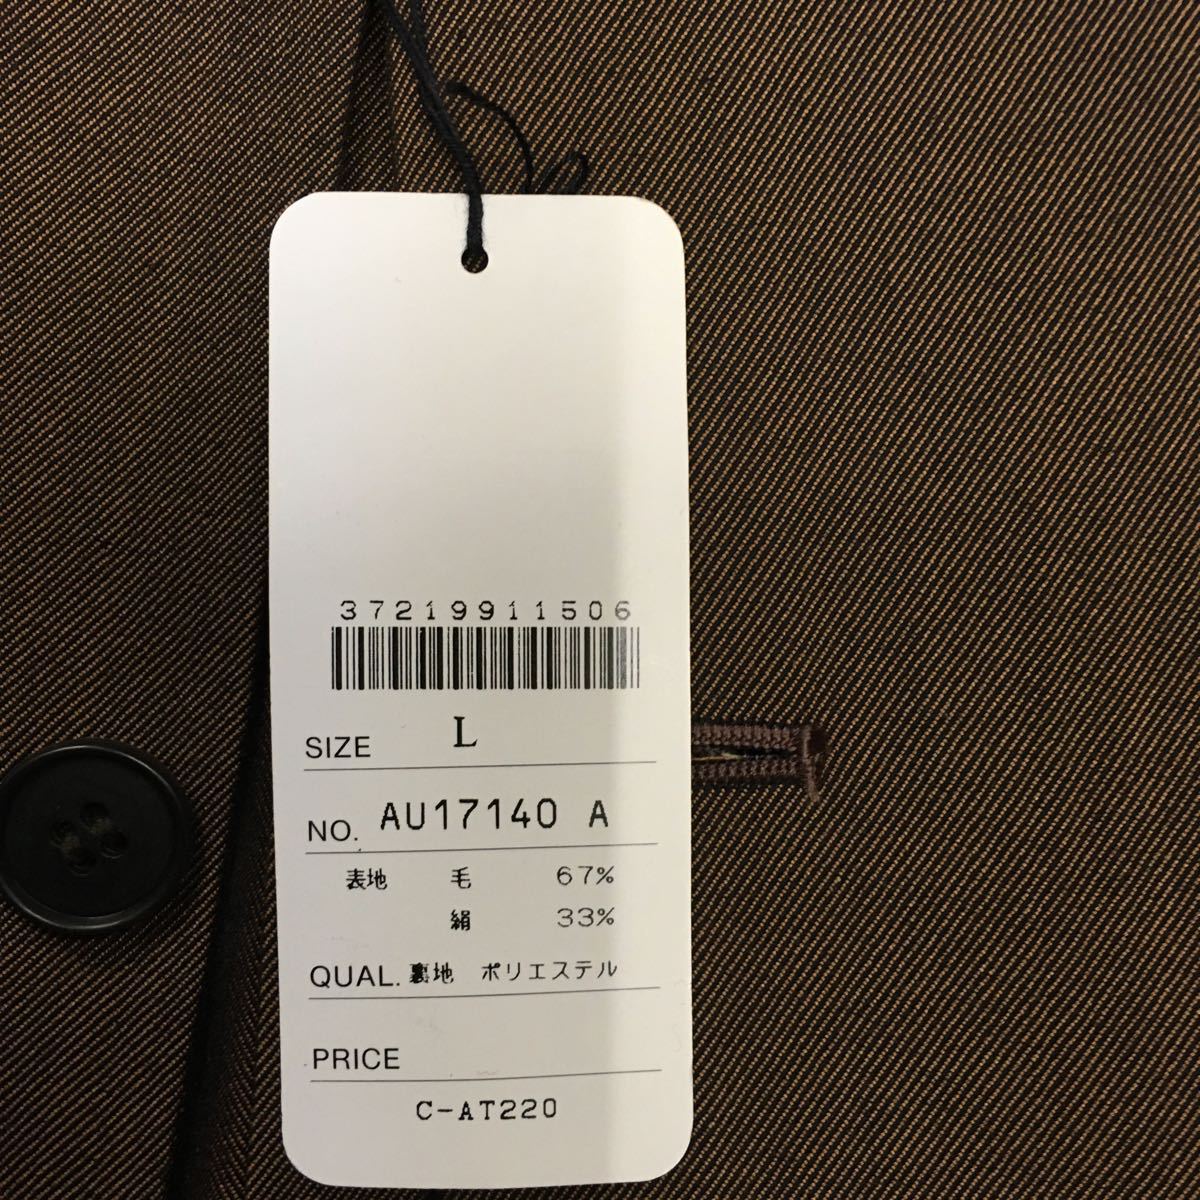 37219911506
SIZE L
NO. AU17140 A
表地 毛 67%
絹 33%
QUAL. 裏地 ポリエステル
PRICE
C-AT220